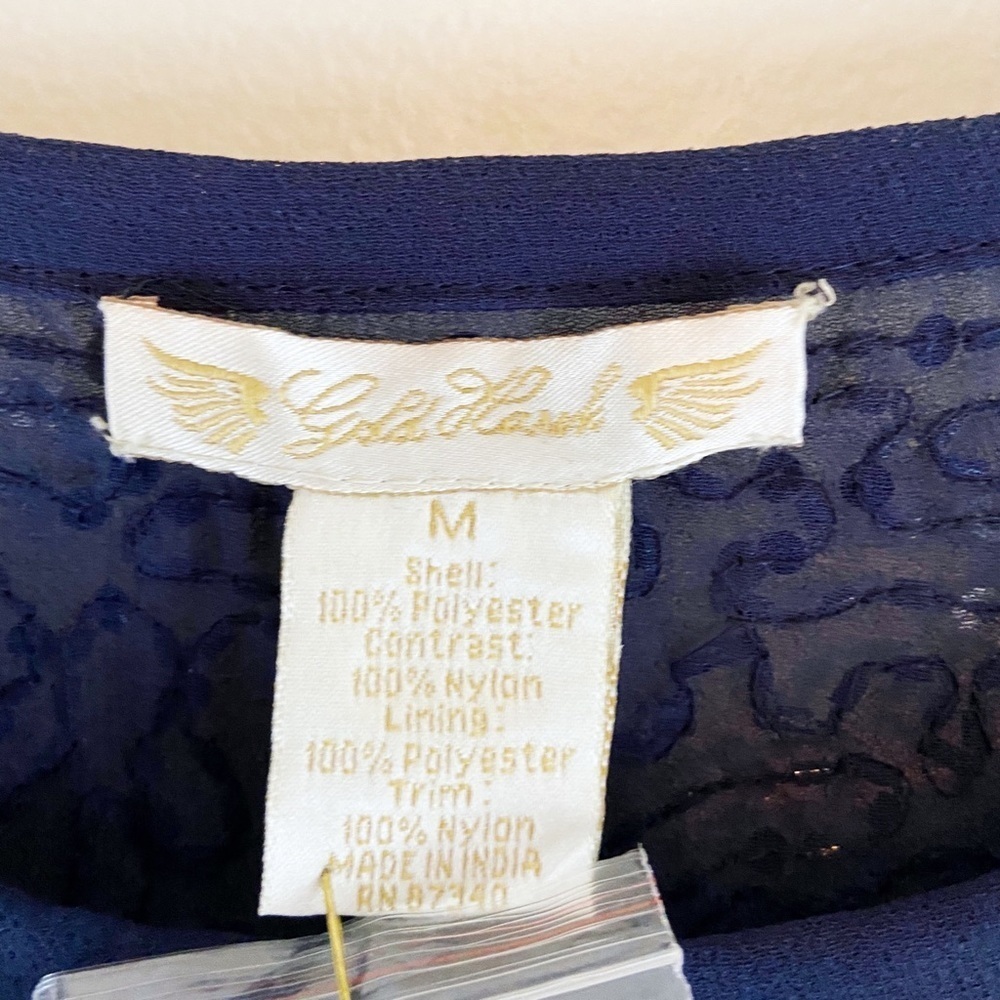 Gold Hawk
M
Shell:
100% Polyester
Contrast:
100% Nylon
Lining:
100% Polyester
Trim:
100% Nylon
MADE IN INDIA
RN 87340